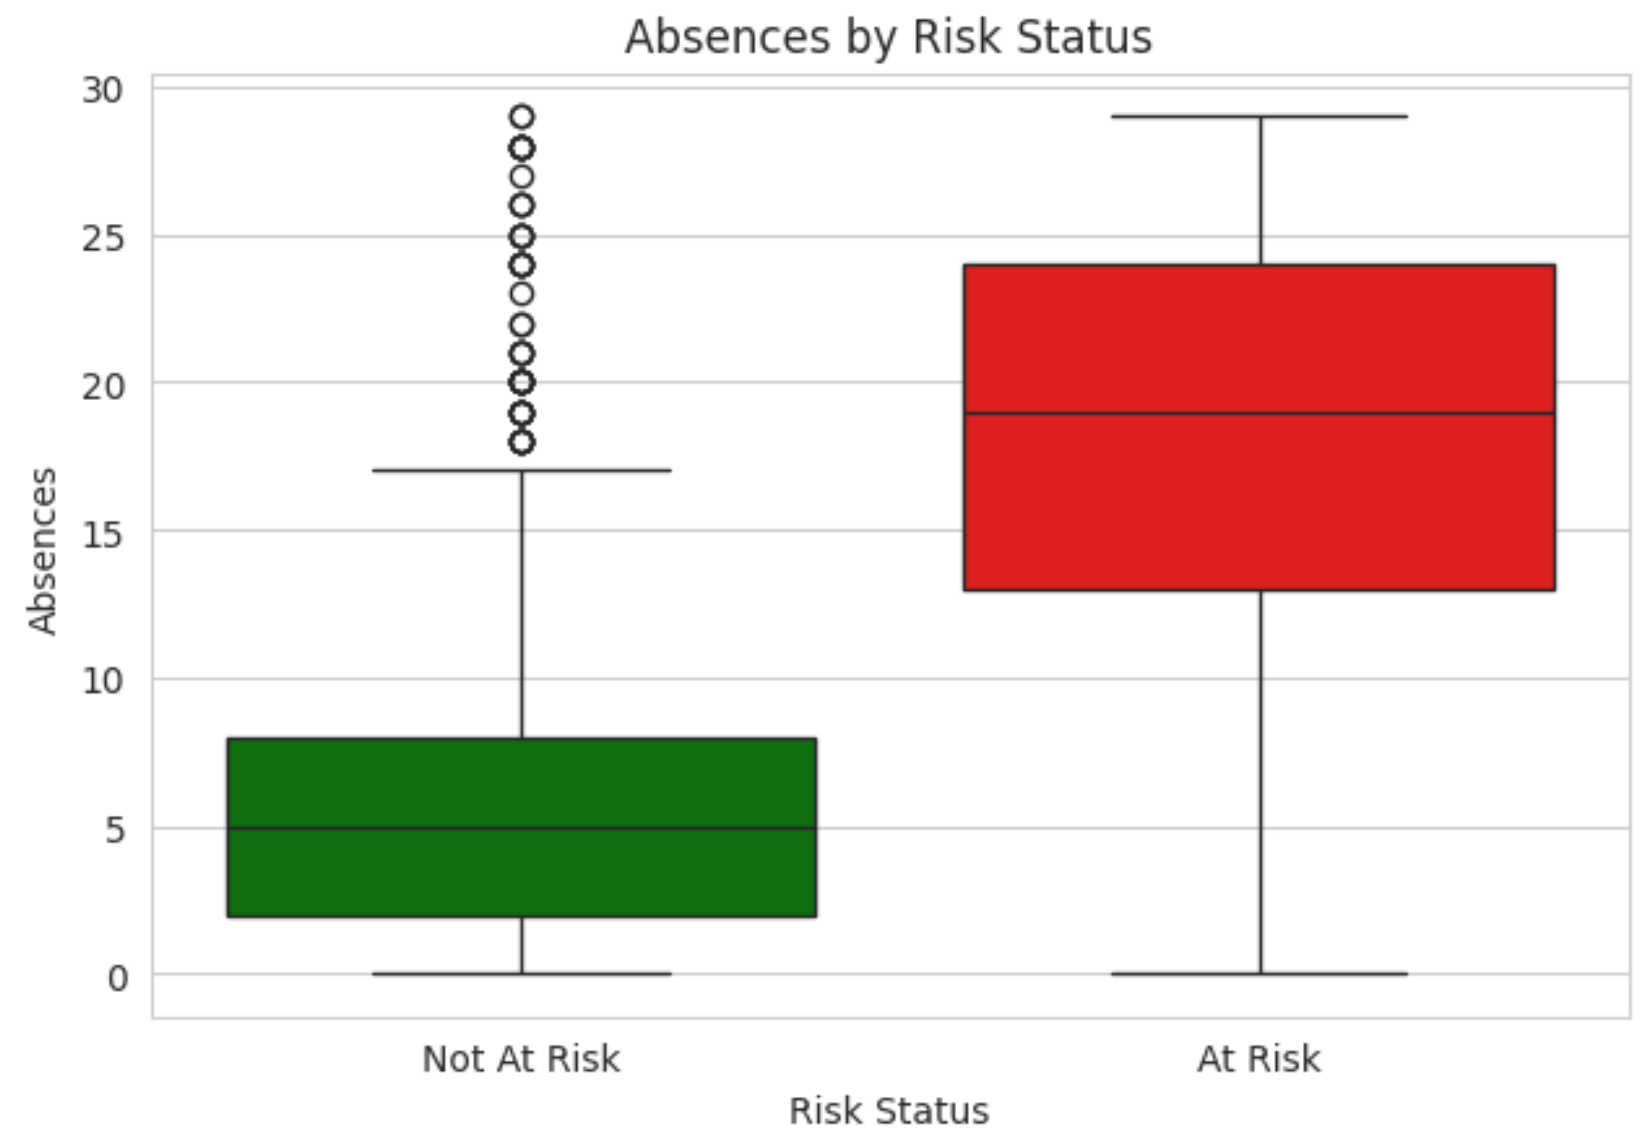 Absences by Risk Status
30
25
20
15
10
5
0
Absences
Not At Risk
At Risk
Risk Status